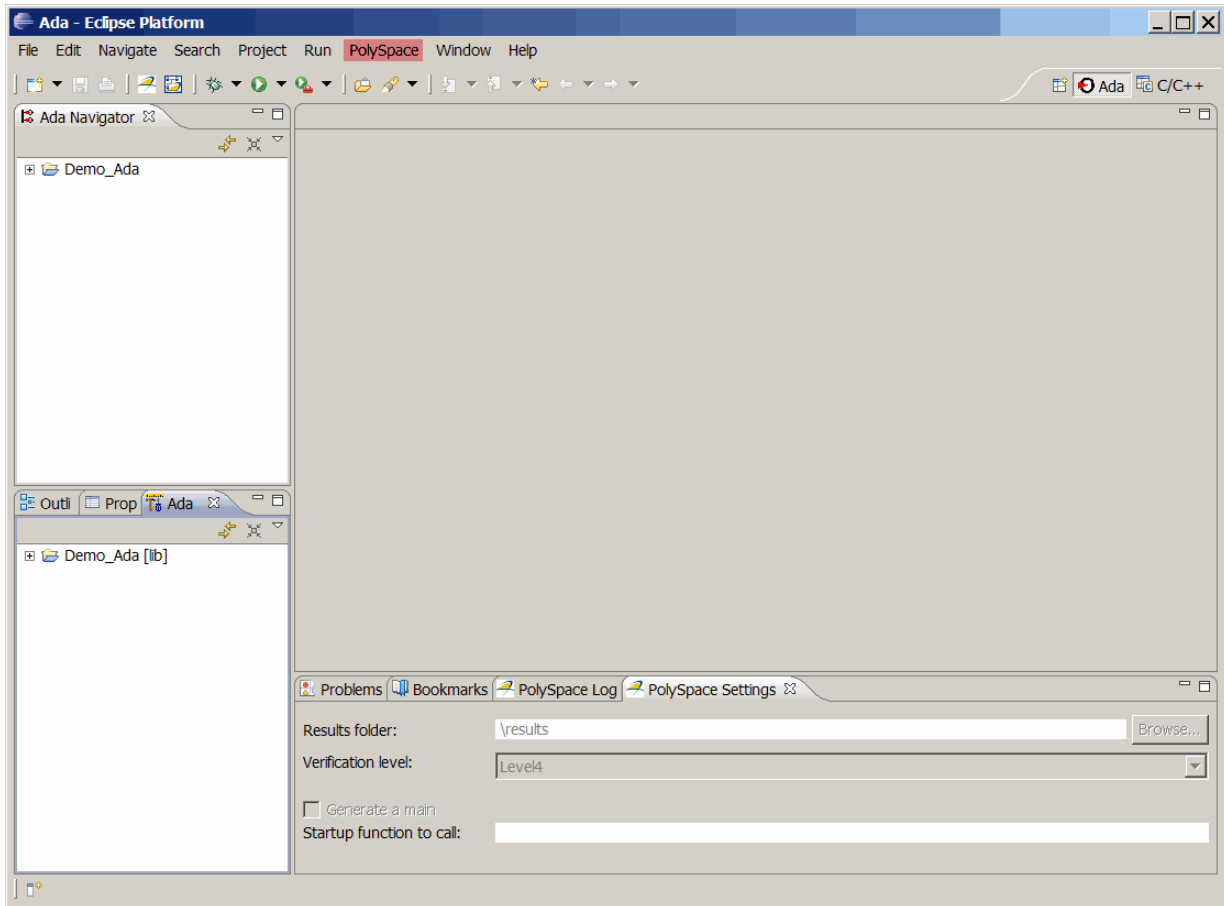 Ada - Eclipse Platform
File Edit Navigate Search Project Run PolySpace Window Help
Ada C/C++
Ada Navigator
Demo_Ada
Outli Prop Ada
Demo_Ada [lib]
Problems Bookmarks PolySpace Log PolySpace Settings
Results folder: \results Browse...
Verification level: Level4
Generate a main
Startup function to call: